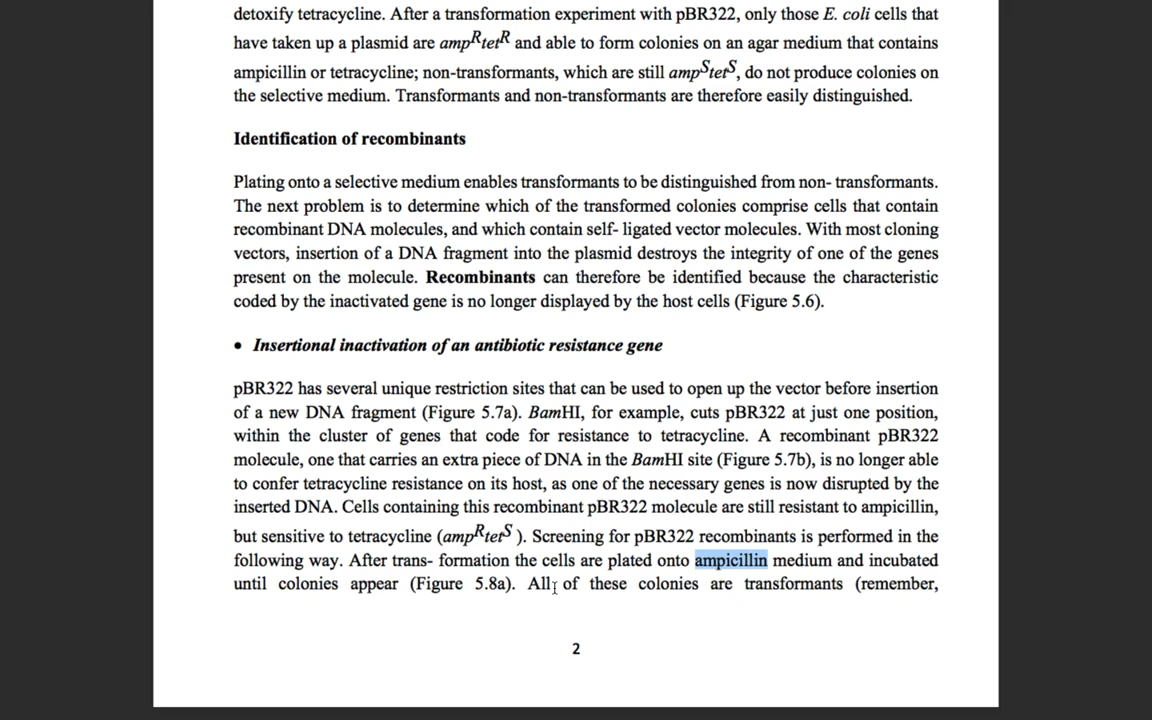 detoxify tetracycline. After a transformation experiment with pBR322, only those E. coli cells that
have taken up a plasmid are ampRtetR and able to form colonies on an agar medium that contains
ampicillin or tetracycline; non-transformants, which are still ampStetS, do not produce colonies on
the selective medium. Transformants and non-transformants are therefore easily distinguished.
Identification of recombinants
Plating onto a selective medium enables transformants to be distinguished from non- transformants.
The next problem is to determine which of the transformed colonies comprise cells that contain
recombinant DNA molecules, and which contain self- ligated vector molecules. With most cloning
vectors, insertion of a DNA fragment into the plasmid destroys the integrity of one of the genes
present on the molecule. Recombinants can therefore be identified because the characteristic
coded by the inactivated gene is no longer displayed by the host cells (Figure 5.6).
• Insertional inactivation of an antibiotic resistance gene
pBR322 has several unique restriction sites that can be used to open up the vector before insertion
of a new DNA fragment (Figure 5.7a). BamHI, for example, cuts pBR322 at just one position,
within the cluster of genes that code for resistance to tetracycline. A recombinant pBR322
molecule, one that carries an extra piece of DNA in the BamHI site (Figure 5.7b), is no longer able
to confer tetracycline resistance on its host, as one of the necessary genes is now disrupted by the
inserted DNA. Cells containing this recombinant pBR322 molecule are still resistant to ampicillin,
but sensitive to tetracycline (ampRtetS ). Screening for pBR322 recombinants is performed in the
following way. After trans- formation the cells are plated onto ampicillin medium and incubated
until colonies appear (Figure 5.8a). All of these colonies are transformants (remember,
2